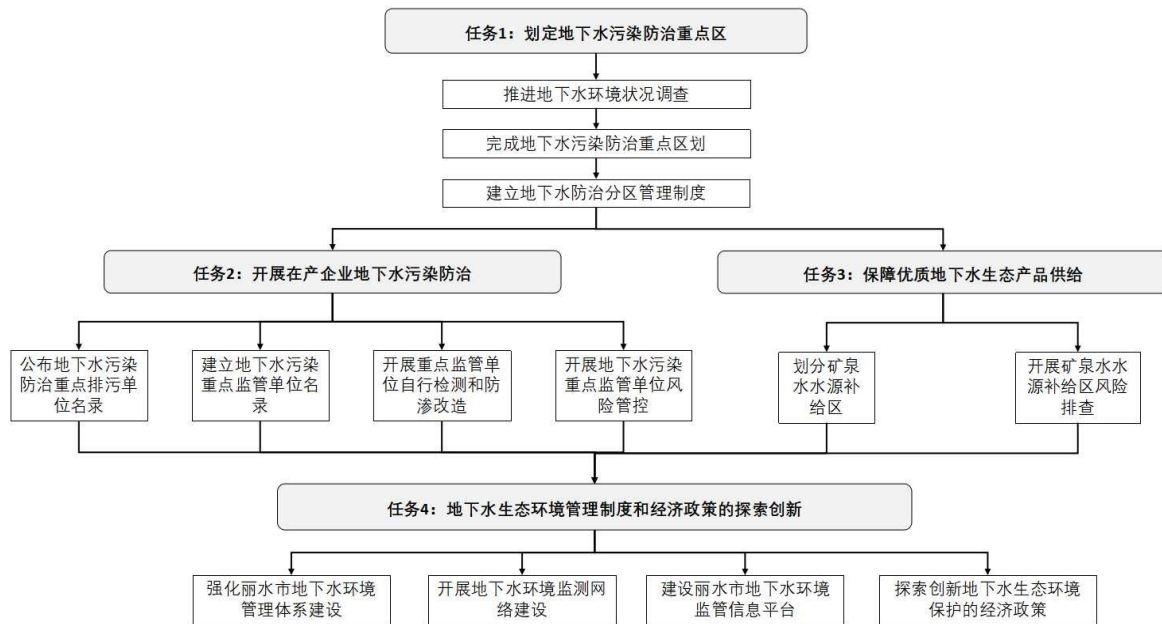 任务1：划定地下水污染防治重点区
推进地下水环境状况调查
完成地下水污染防治重点区划
建立地下水防治分区管理制度
任务2：开展在产企业地下水污染防治
任务3：保障优质地下水生态产品供给
公布地下水污染
防治重点排污单
位名录
建立地下水污染
重点监管单位名
录
开展重点监管单
位自行检测和防
渗改造
开展地下水污染
重点监管单位风
险管控
划分矿泉
水水源补
给区
开展矿泉水水
源补给区风险
排查
任务4：地下水生态环境管理制度和经济政策的探索创新
强化丽水市地下水环境
管理体系建设
开展地下水环境监测网
络建设
建设丽水市地下水环境
监管信息平台
探索创新地下水生态环境
保护的经济政策